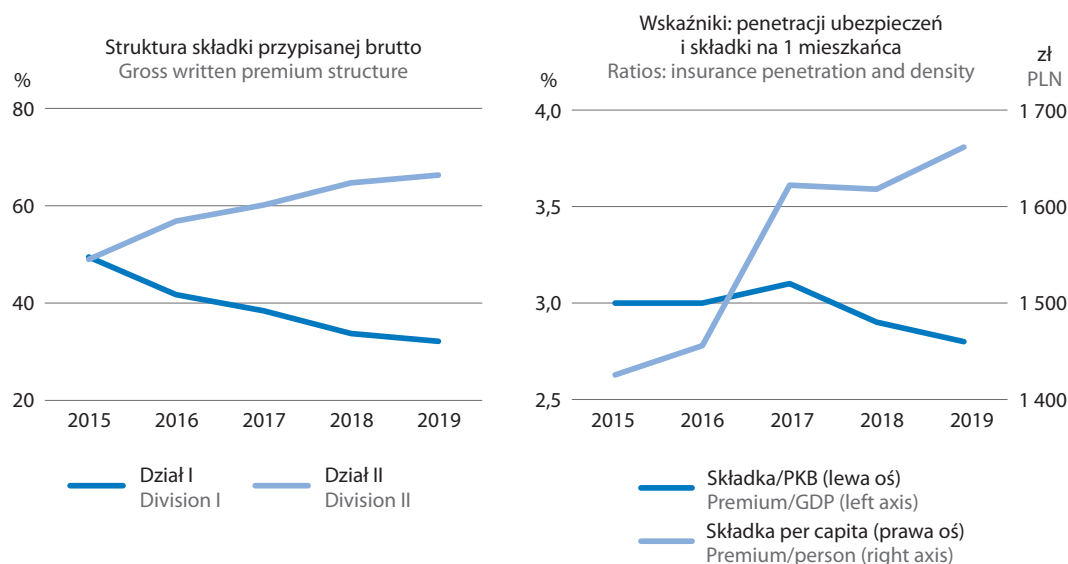 Struktura składki przypisanej brutto
Gross written premium structure
%
80
60
40
20
2015 2016 2017 2018 2019
Dział I
Division I
Dział II
Division II
Wskaźniki: penetracji ubezpieczeń
i składki na 1 mieszkańca
Ratios: insurance penetration and density
%
zł
PLN
4,0
3,5
3,0
2,5
1 700
1 600
1 500
1 400
2015 2016 2017 2018 2019
Składka/PKB (lewa oś)
Premium/GDP (left axis)
Składka per capita (prawa oś)
Premium/person (right axis)